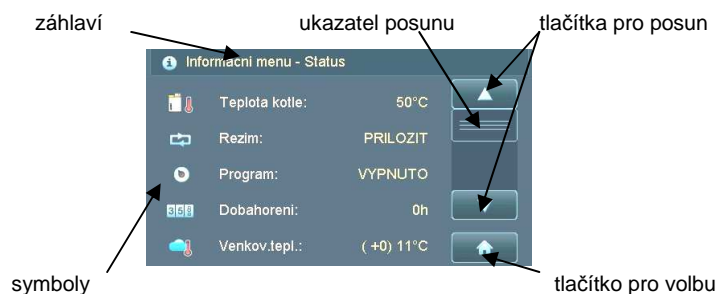 záhlaví ukazatel posunu tlačítka pro posun
Informacni menu - Status
Teplota kotle: 50°C
Rezim: PRILOZIT
Program: VYPNUTO
358 Dobahoreni: 0h
Venkov.tepl.: ( +0) 11°C
symboly tlačítko pro volbu